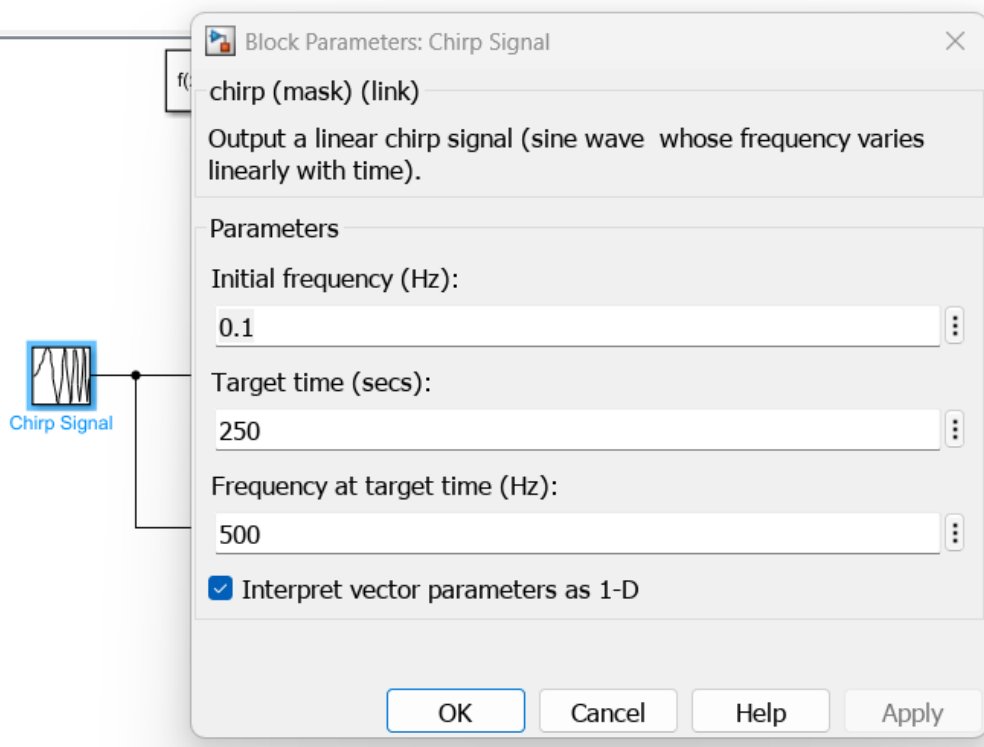 Block Parameters: Chirp Signal
f(
chirp (mask) (link)
Output a linear chirp signal (sine wave  whose frequency varies
linearly with time).
Parameters
Initial frequency (Hz):
0.1
Target time (secs):
Chirp Signal
250
Frequency at target time (Hz):
500
Interpret vector parameters as 1-D
OK
Cancel
Help
Apply